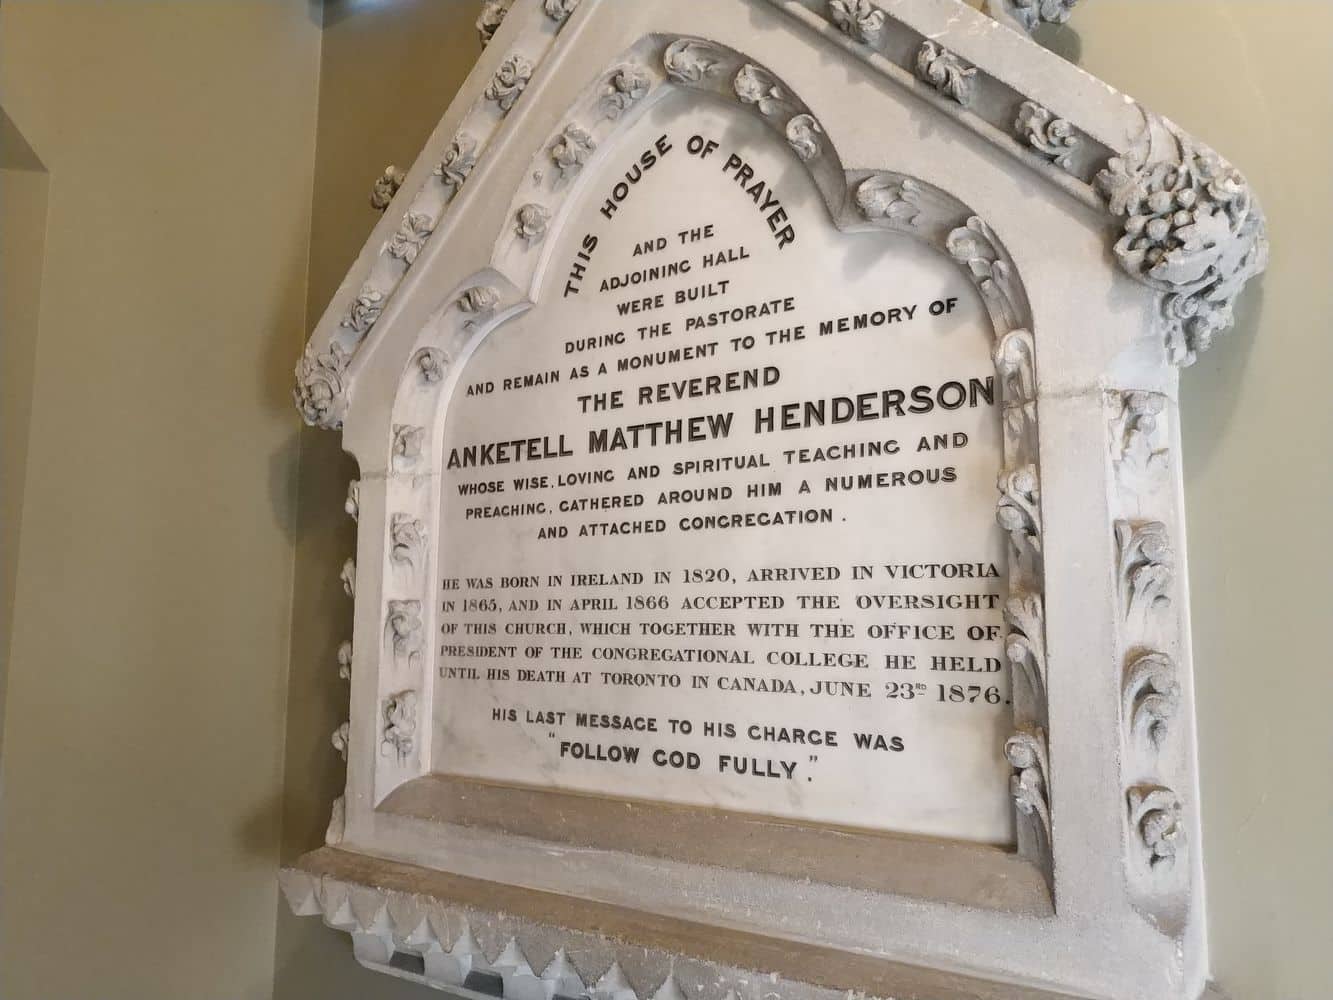 THIS HOUSE OF PRAYER
AND THE
ADJOINING HALL
WERE BUILT
DURING THE PASTORATE
AND REMAIN AS A MONUMENT TO THE MEMORY OF
THE REVEREND
ANKETELL MATTHEW HENDERSON
WHOSE WISE, LOVING AND SPIRITUAL TEACHING AND
PREACHING, GATHERED AROUND HIM A NUMEROUS
AND ATTACHED CONGREGATION.
HE WAS BORN IN IRELAND IN 1820, ARRIVED IN VICTORIA
IN 1865, AND IN APRIL 1866 ACCEPTED THE OVERSIGHT
OF THIS CHURCH, WHICH TOGETHER WITH THE OFFICE OF
PRESIDENT OF THE CONGREGATIONAL COLLEGE HE HELD
UNTIL HIS DEATH AT TORONTO IN CANADA, JUNE 23RD 1876.
HIS LAST MESSAGE TO HIS CHARGE WAS
"FOLLOW GOD FULLY."